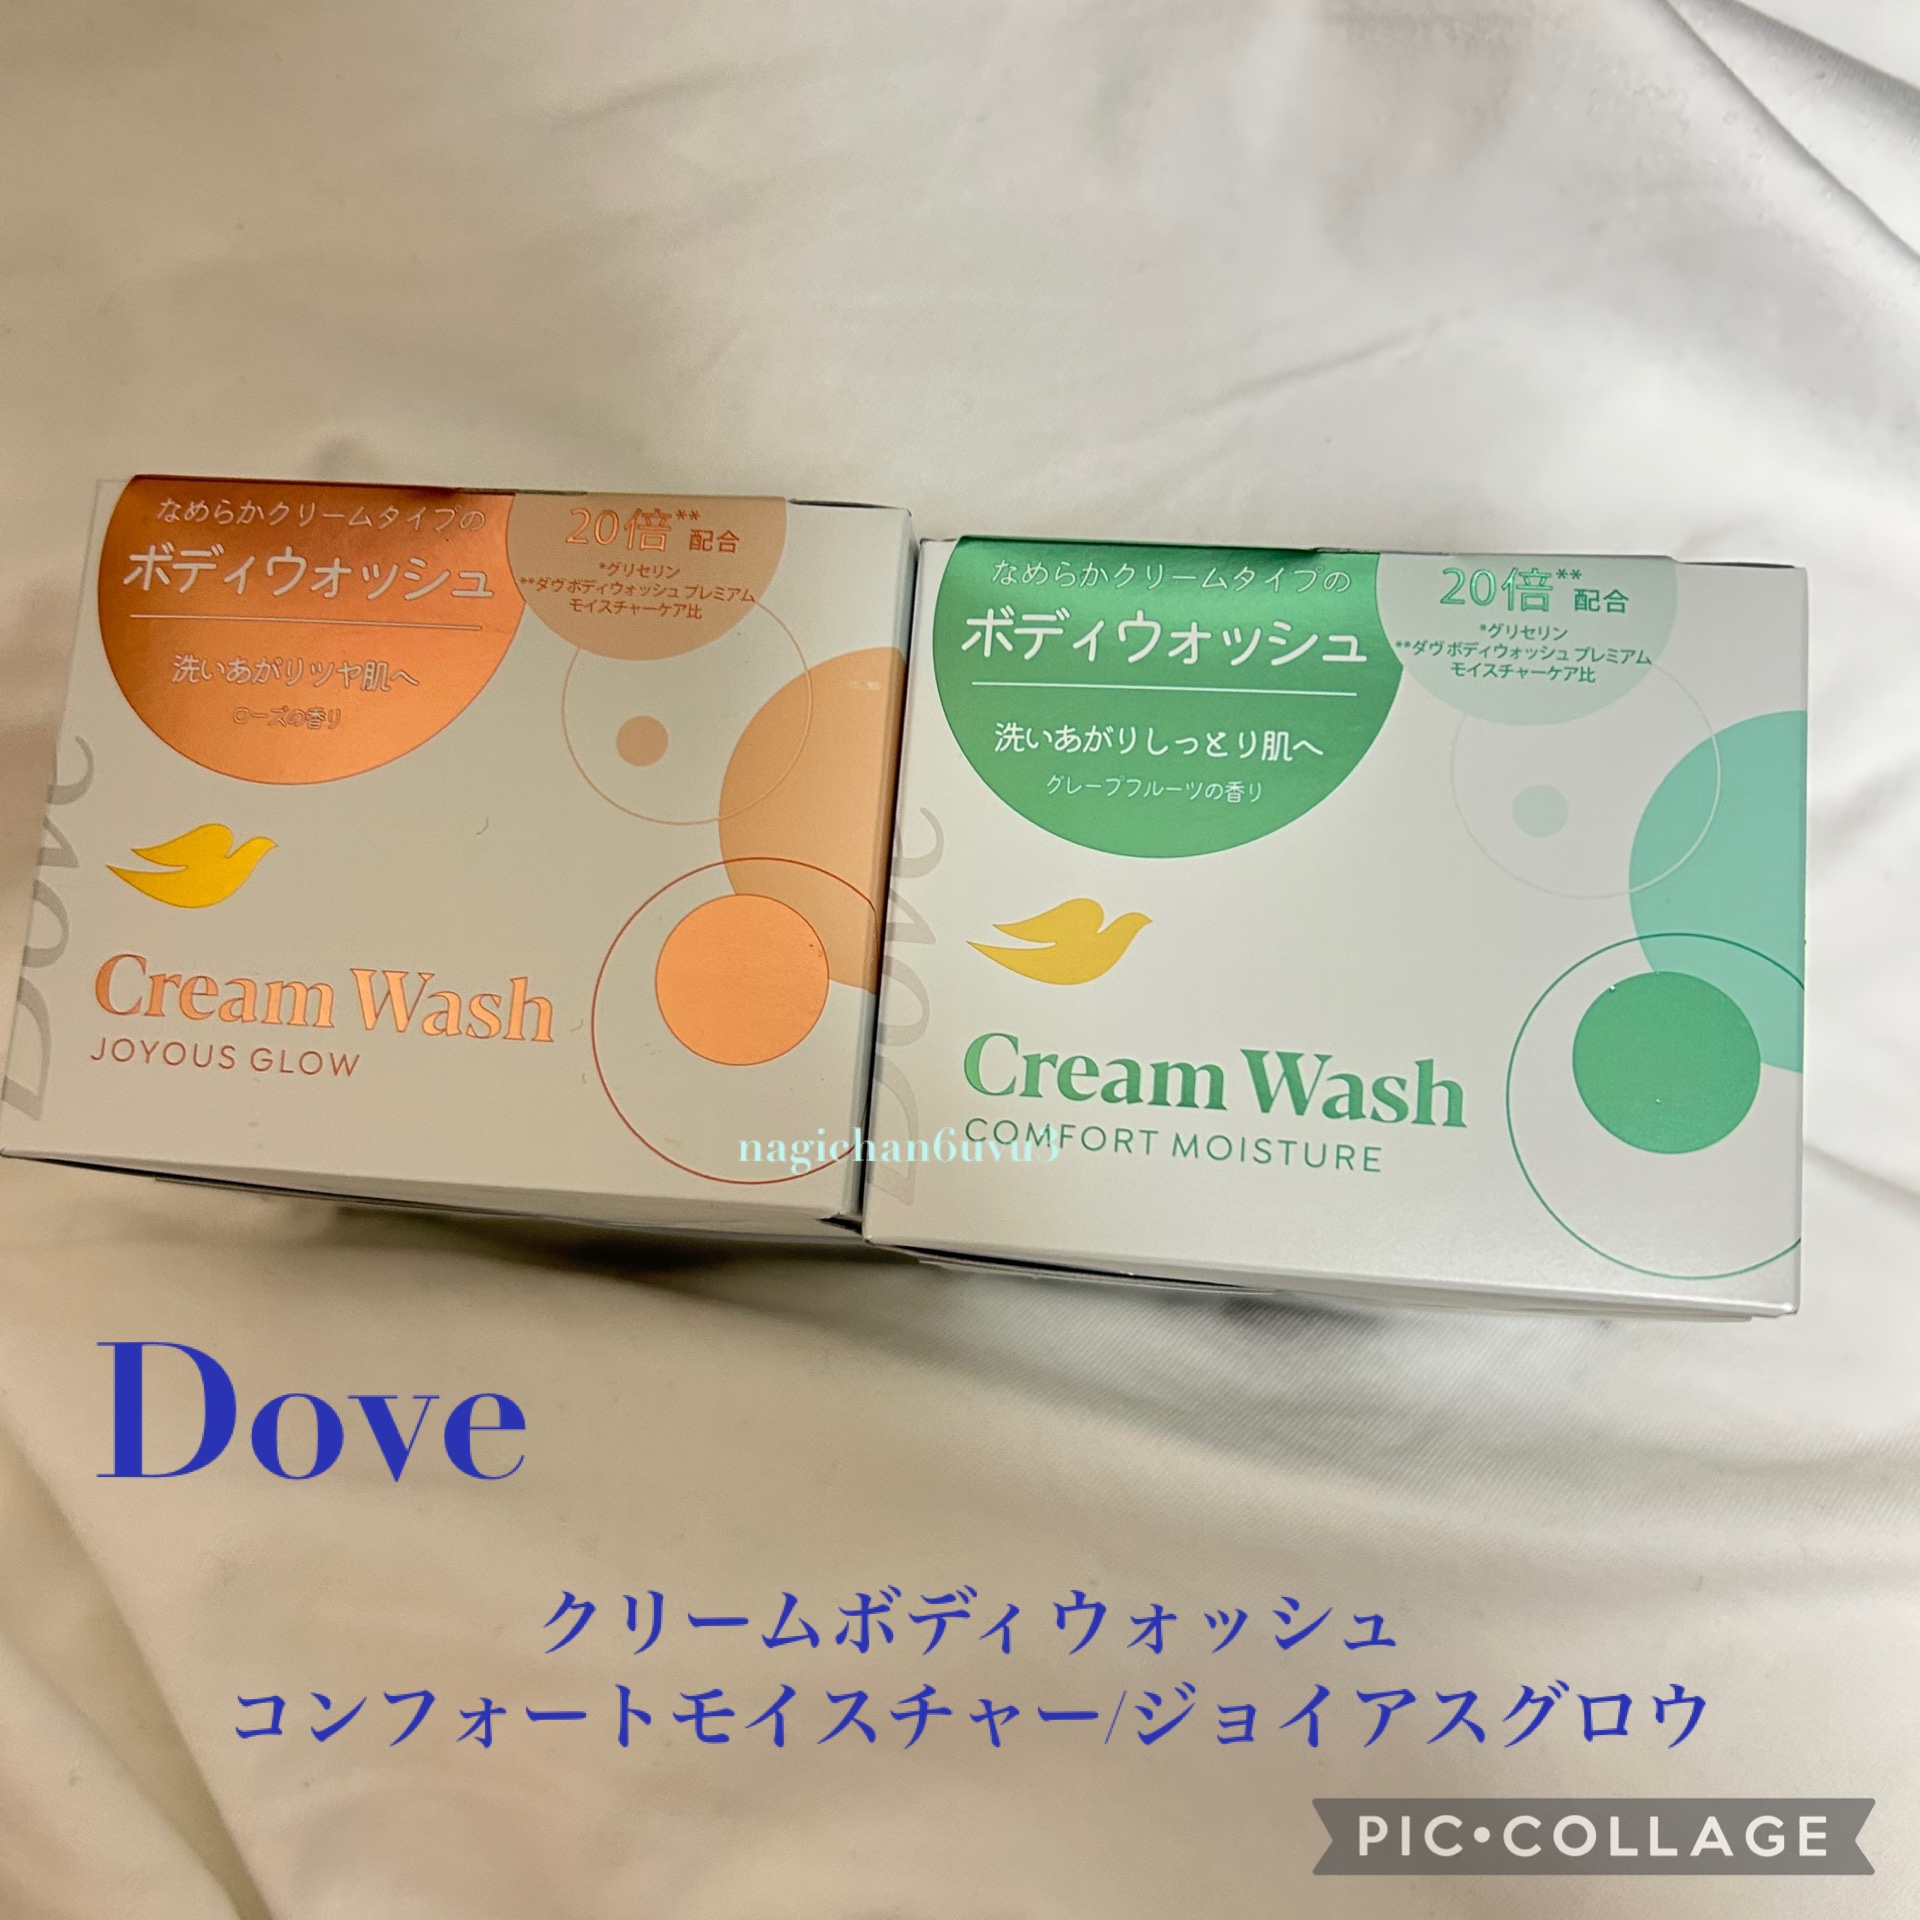 なめらかクリームタイプの
ボディウォッシュ
洗いあがりツヤ肌へ
ローズの香り
20倍** 配合
*グリセリン
**ダヴ ボディウォッシュ プレミアム
モイスチャーケア比
Dove
Cream Wash
JOYOUS GLOW
なめらかクリームタイプの
ボディウォッシュ
洗いあがりしっとり肌へ
グレープフルーツの香り
20倍** 配合
*グリセリン
**ダヴ ボディウォッシュ プレミアム
モイスチャーケア比
Dove
Cream Wash
COMFORT MOISTURE
nagichan6uvu3
Dove
クリームボディウォッシュ
コンフォートモイスチャー/ジョイアスグロウ
PIC•COLLAGE